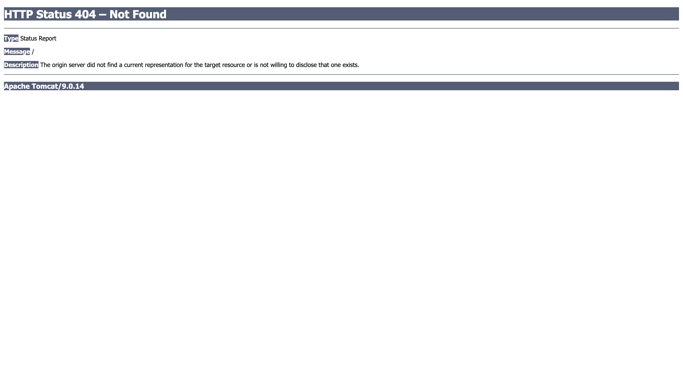 HTTP Status 404 – Not Found
Type Status Report
Message /
Description The origin server did not find a current representation for the target resource or is not willing to disclose that one exists.
Apache Tomcat/9.0.14